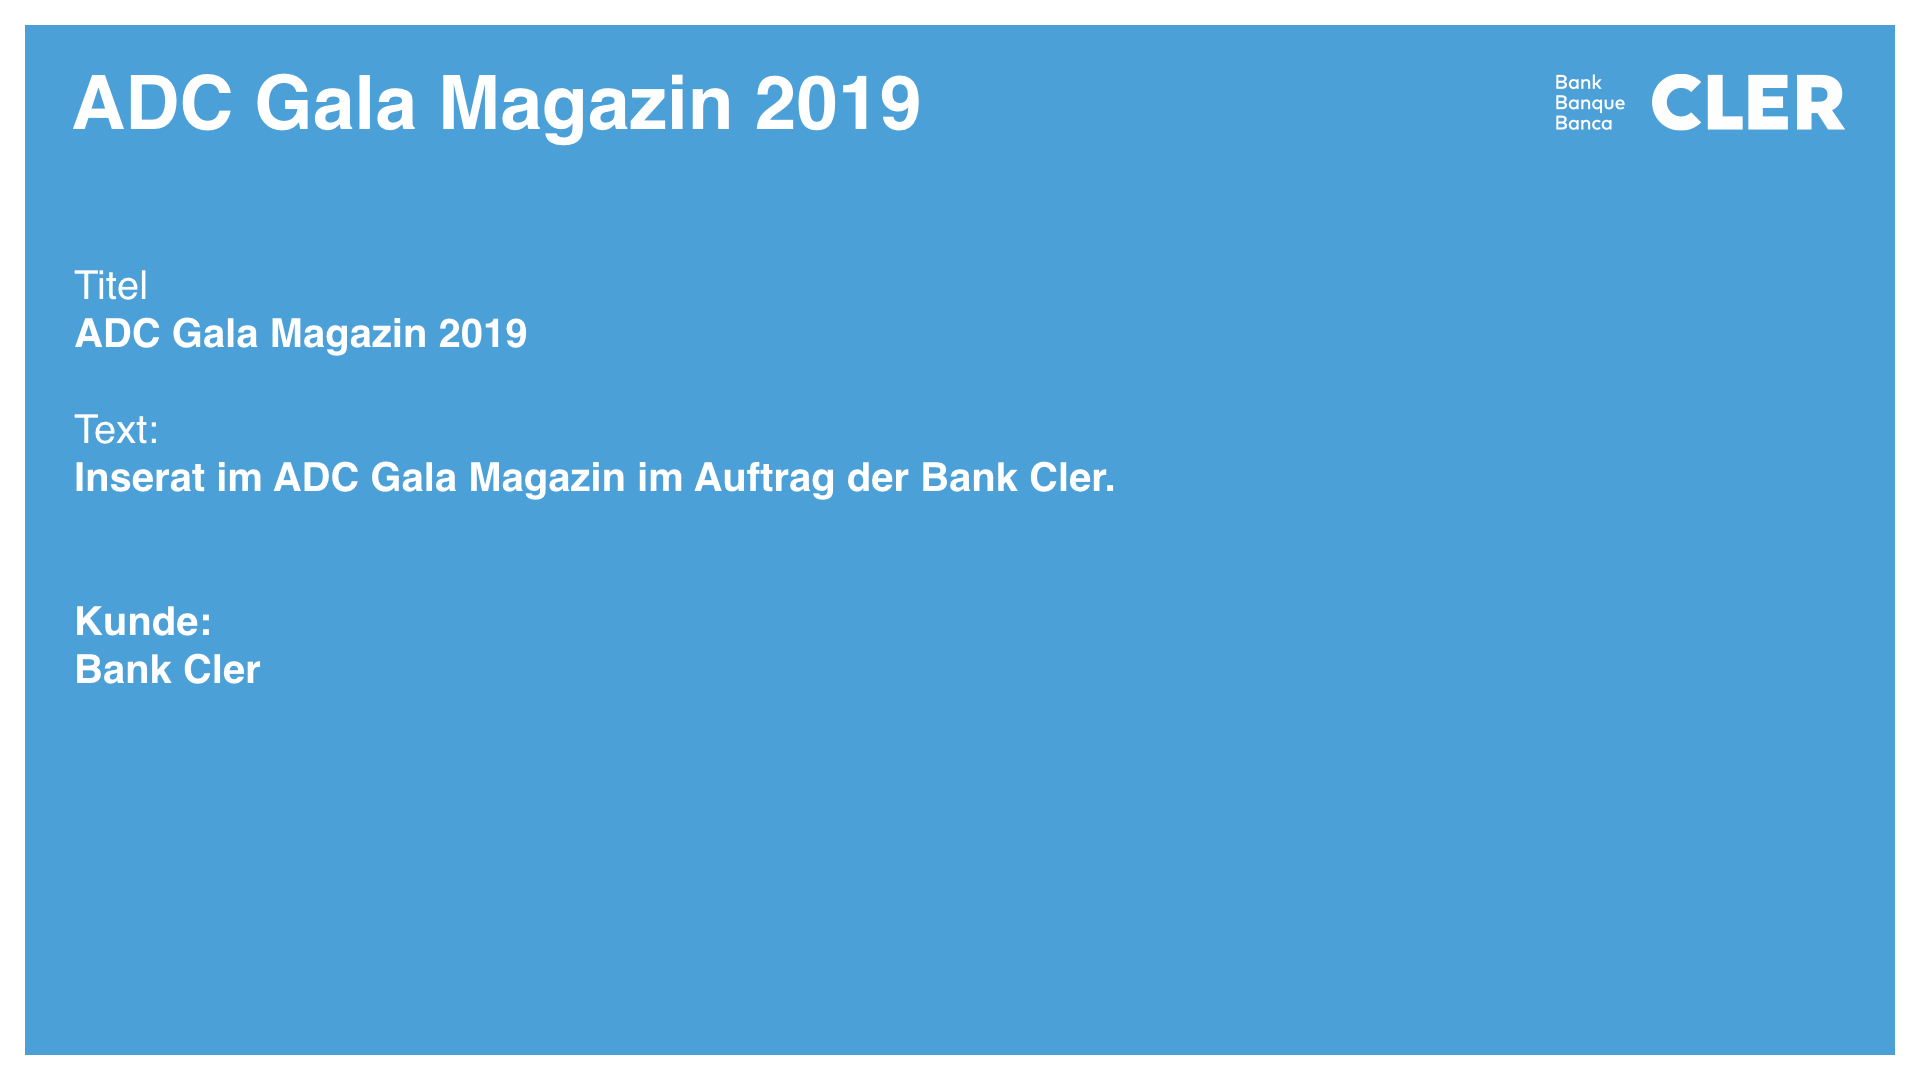 ADC Gala Magazin 2019
Bank
Banque
Banca
CLER
Titel
ADC Gala Magazin 2019
Text:
Inserat im ADC Gala Magazin im Auftrag der Bank Cler.
Kunde:
Bank Cler